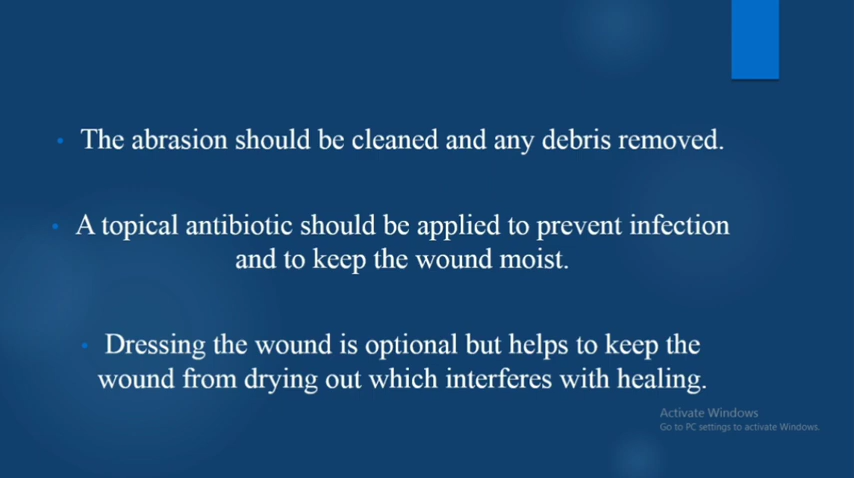 • The abrasion should be cleaned and any debris removed.
• A topical antibiotic should be applied to prevent infection
and to keep the wound moist.
• Dressing the wound is optional but helps to keep the
wound from drying out which interferes with healing.
Activate Windows
Go to PC settings to activate Windows.